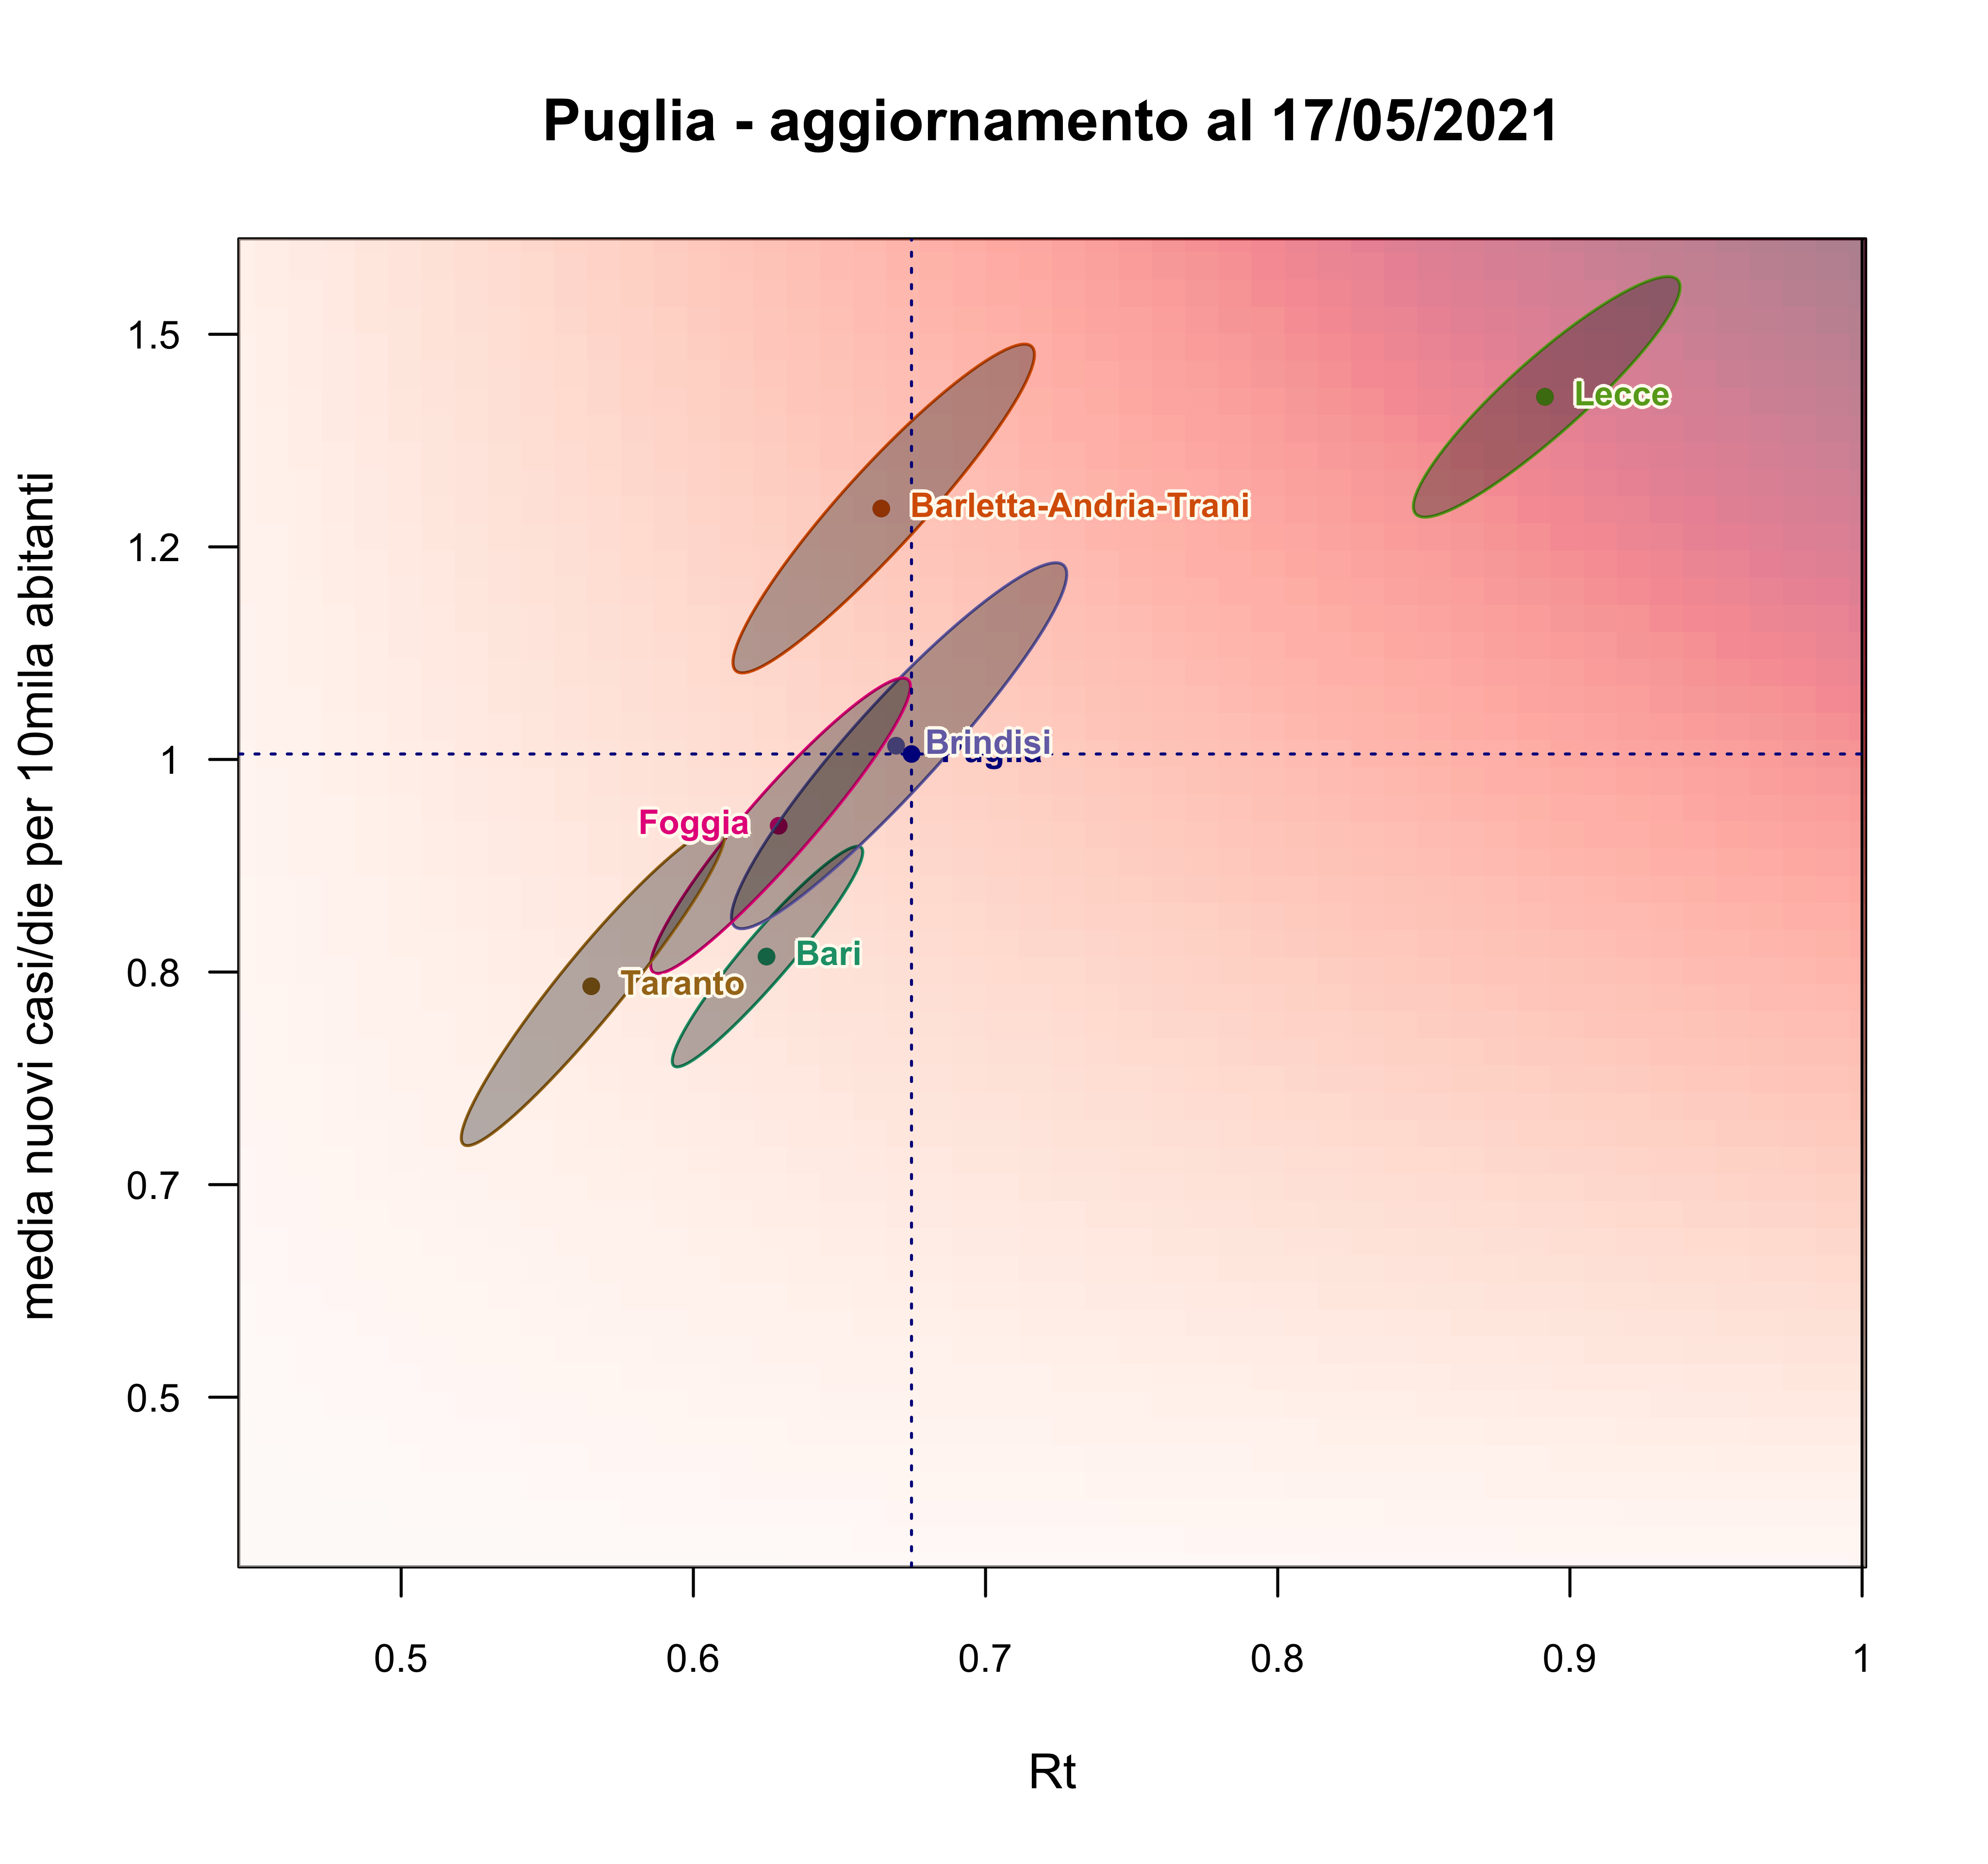 Puglia - aggiornamento al 17/05/2021
media nuovi casi/die per 10mila abitanti
1.5
1.2
1
0.8
0.7
0.5
Lecce
Barletta-Andria-Trani
Brindisi
Puglia
Foggia
Bari
Taranto
0.5
0.6
0.7
0.8
0.9
1
Rt